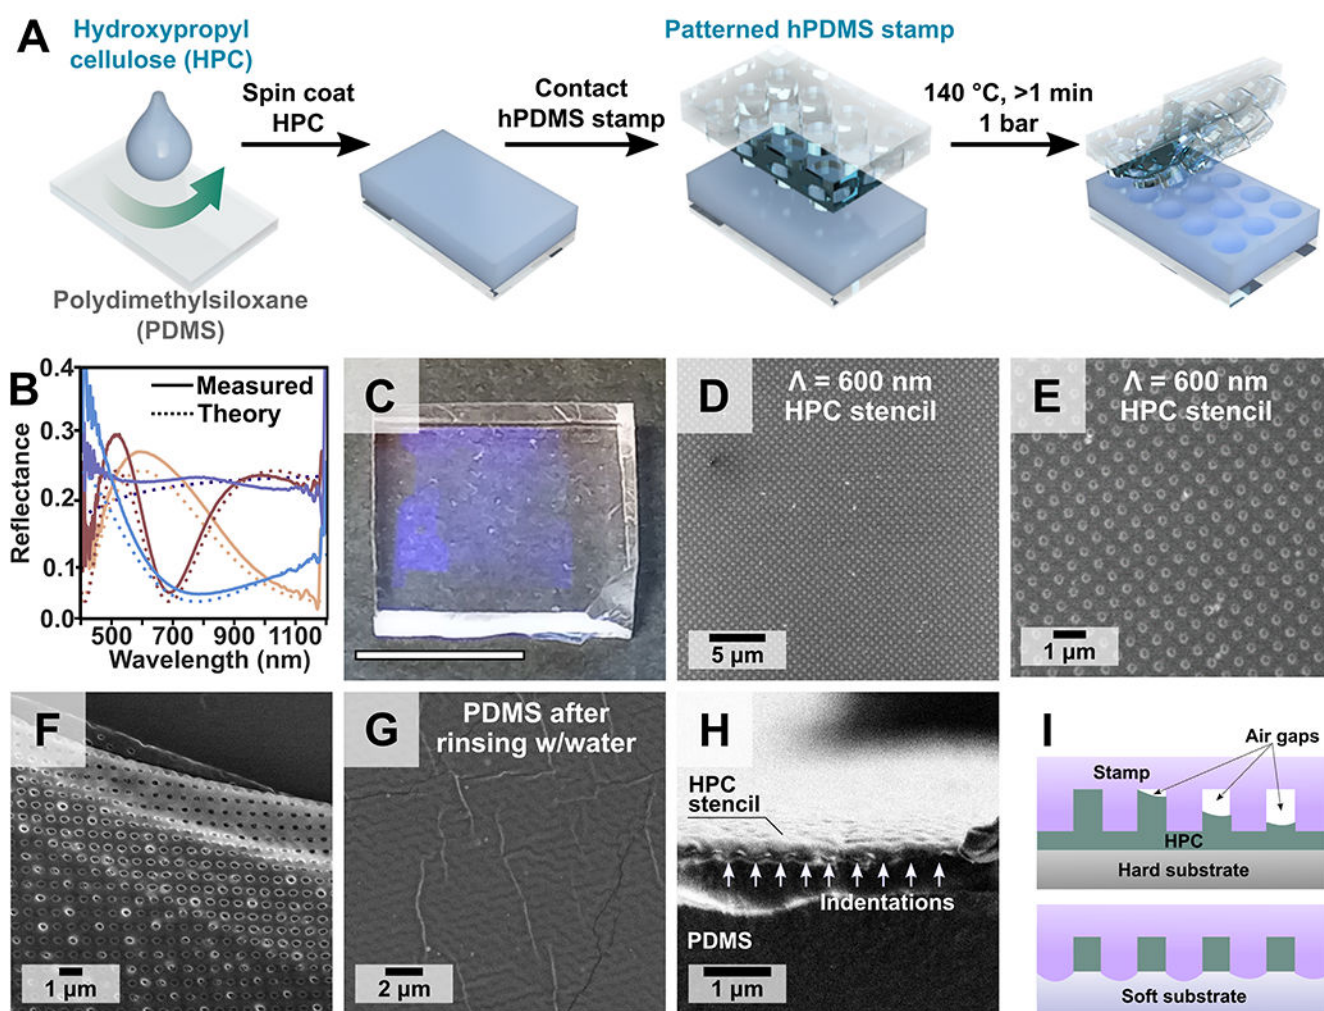 A
Hydroxypropyl
cellulose (HPC)
Spin coat
HPC
Polydimethylsiloxane
(PDMS)
Contact
hPDMS stamp
Patterned hPDMS stamp
140 °C, >1 min
1 bar
B
Measured
Theory
Reflectance
0.4
0.3
0.2
0.1
0.0
400 500 700 900 1100
Wavelength (nm)
C
D
Λ = 600 nm
HPC stencil
5 μm
E
Λ = 600 nm
HPC stencil
1 μm
F
1 μm
G
PDMS after
rinsing w/water
2 μm
H
HPC
stencil
Indentations
PDMS
1 μm
I
Air gaps
Stamp
HPC
Hard substrate
Soft substrate